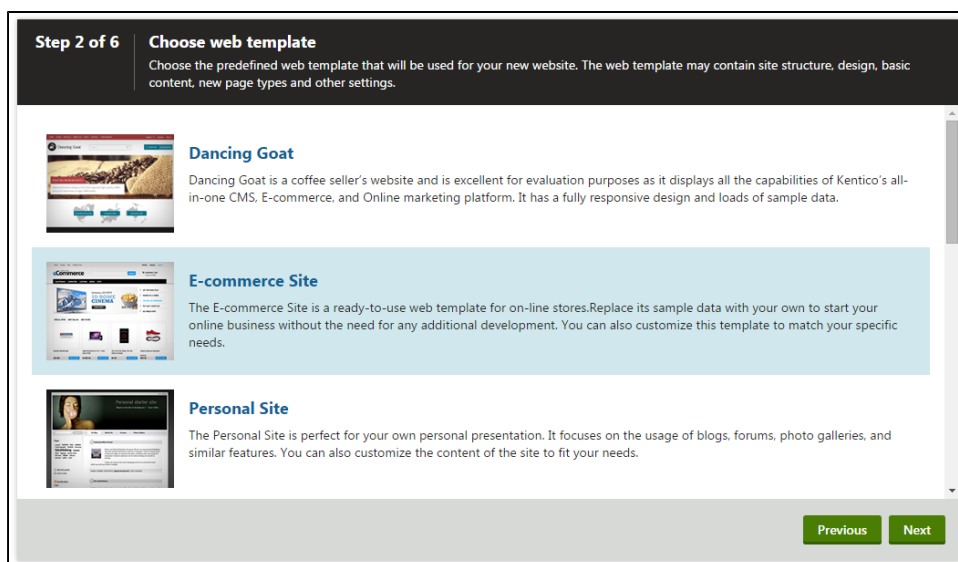 Step 2 of 6
Choose web template
Choose the predefined web template that will be used for your new website. The web template may contain site structure, design, basic
content, new page types and other settings.
Dancing Goat
Dancing Goat
Dancing Goat is a coffee seller's website and is excellent for evaluation purposes as it displays all the capabilities of Kentico's all-
in-one CMS, E-commerce, and Online marketing platform. It has a fully responsive design and loads of sample data.
eCommerce
E-commerce Site
The E-commerce Site is a ready-to-use web template for on-line stores.Replace its sample data with your own to start your
online business without the need for any additional development. You can also customize this template to match your specific
needs.
Personal starter site
Personal Site
The Personal Site is perfect for your own personal presentation. It focuses on the usage of blogs, forums, photo galleries, and
similar features. You can also customize the content of the site to fit your needs.
Previous
Next